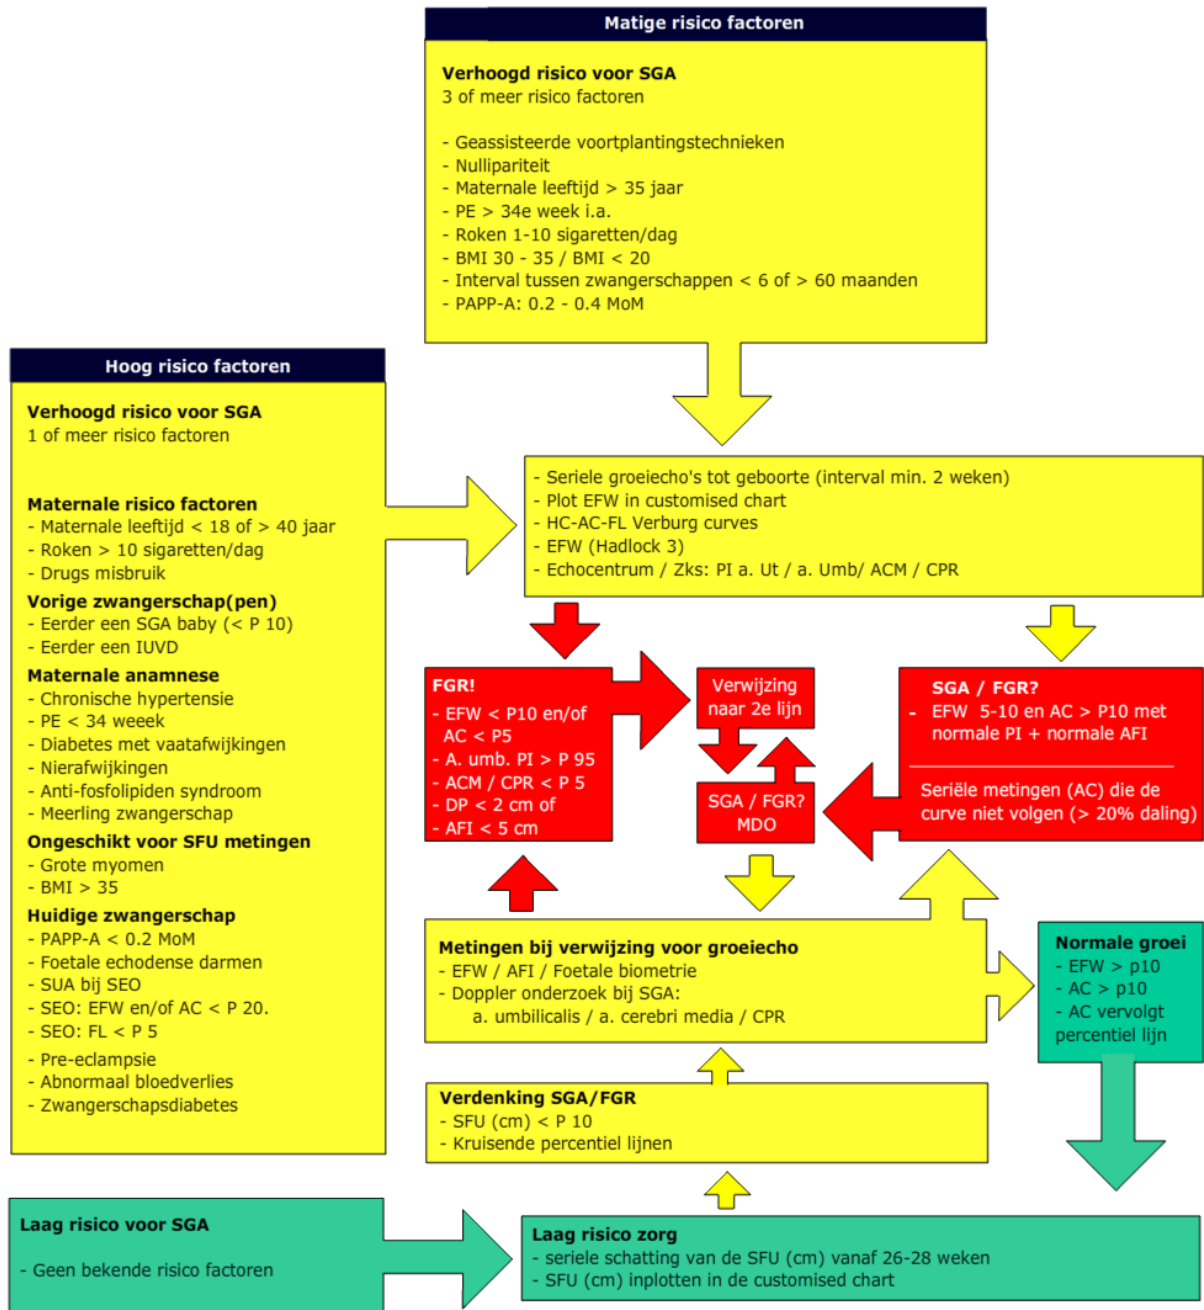 Matige risico factoren
Verhoogd risico voor SGA
3 of meer risico factoren
- Geassisteerde voortplantingstechnieken
- Nullipariteit
- Maternale leeftijd > 35 jaar
- PE > 34e week i.a.
- Roken 1-10 sigaretten/dag
- BMI 30 - 35 / BMI < 20
- Interval tussen zwangerschappen < 6 of > 60 maanden
- PAPP-A: 0.2 - 0.4 MoM
Hoog risico factoren
Verhoogd risico voor SGA
1 of meer risico factoren
Maternale risico factoren
- Maternale leeftijd < 18 of > 40 jaar
- Roken > 10 sigaretten/dag
- Drugs misbruik
Vorige zwangerschap(pen)
- Eerder een SGA baby (< P 10)
- Eerder een IUVD
Maternale anamnese
- Chronische hypertensie
- PE < 34 weeek
- Diabetes met vaatafwijkingen
- Nierafwijkingen
- Anti-fosfolipiden syndroom
- Meerling zwangerschap
Ongeschikt voor SFU metingen
- Grote myomen
- BMI > 35
Huidige zwangerschap
- PAPP-A < 0.2 MoM
- Foetale echodense darmen
- SUA bij SEO
- SEO: EFW en/of AC < P 20.
- SEO: FL < P 5
- Pre-eclampsie
- Abnormaal bloedverlies
- Zwangerschapsdiabetes
- Seriele groeiecho's tot geboorte (interval min. 2 weken)
- Plot EFW in customised chart
- HC-AC-FL Verburg curves
- EFW (Hadlock 3)
- Echocentrum / Zks: PI a. Ut / a. Umb/ ACM / CPR
FGR!
- EFW < P10 en/of
AC < P5
- A. umb. PI > P 95
- ACM / CPR < P 5
- DP < 2 cm of
- AFI < 5 cm
Verwijzing
naar 2e lijn
SGA / FGR?
MDO
SGA / FGR?
- EFW 5-10 en AC > P10 met
normale PI + normale AFI
Seriële metingen (AC) die de
curve niet volgen (> 20% daling)
Metingen bij verwijzing voor groeiecho
- EFW / AFI / Foetale biometrie
- Doppler onderzoek bij SGA:
a. umbilicalis / a. cerebri media / CPR
Normale groei
- EFW > p10
- AC > p10
- AC vervolgt
percentiel lijn
Verdenking SGA/FGR
- SFU (cm) < P 10
- Kruisende percentiel lijnen
Laag risico voor SGA
- Geen bekende risico factoren
Laag risico zorg
- seriele schatting van de SFU (cm) vanaf 26-28 weken
- SFU (cm) inplotten in de customised chart